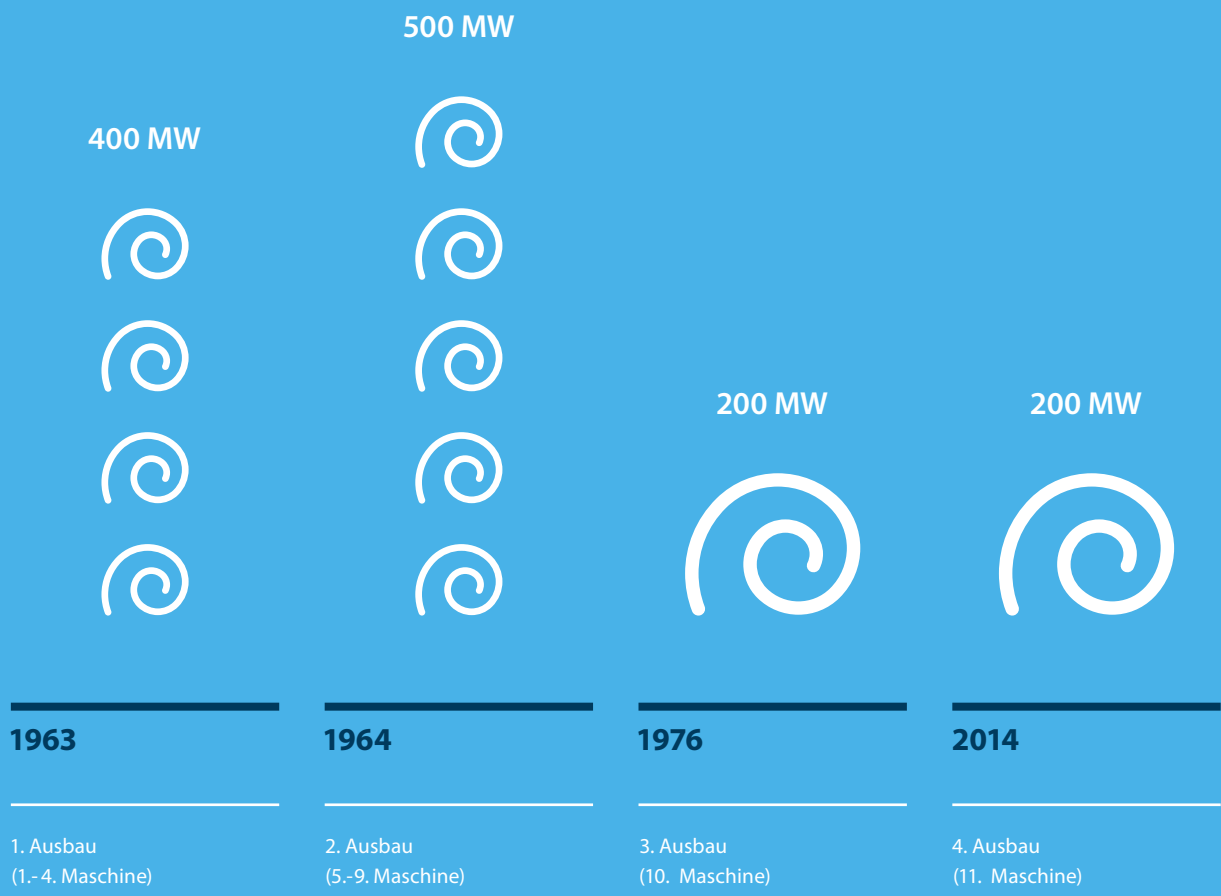 500 MW
400 MW
200 MW
200 MW
1963
1964
1976
2014
1. Ausbau
(1.- 4. Maschine)
2. Ausbau
(5.-9. Maschine)
3. Ausbau
(10. Maschine)
4. Ausbau
(11. Maschine)